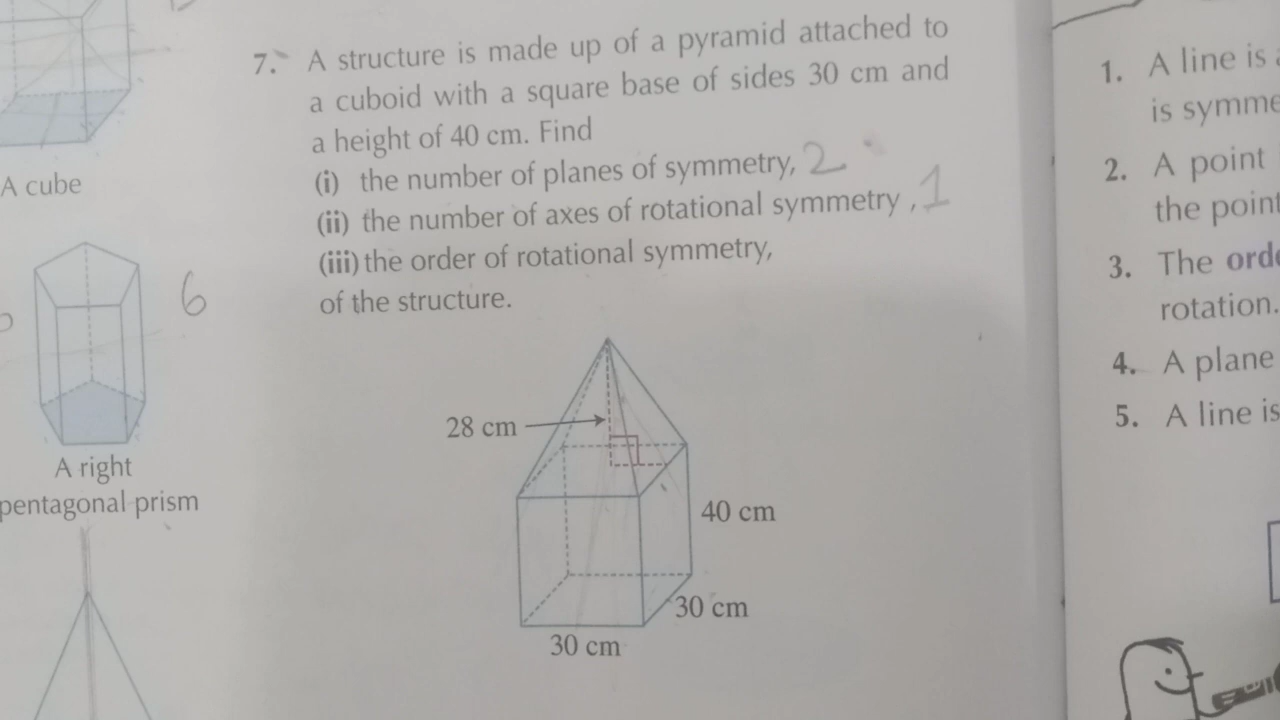 A cube
6
A right
pentagonal prism
7. A structure is made up of a pyramid attached to
a cuboid with a square base of sides 30 cm and
a height of 40 cm. Find
(i) the number of planes of symmetry, 2
(ii) the number of axes of rotational symmetry , 1
(iii) the order of rotational symmetry,
of the structure.
28 cm
40 cm
30 cm
30 cm
1. A line is
is symme
2. A point
the point
3. The orde
rotation.
4. A plane
5. A line is